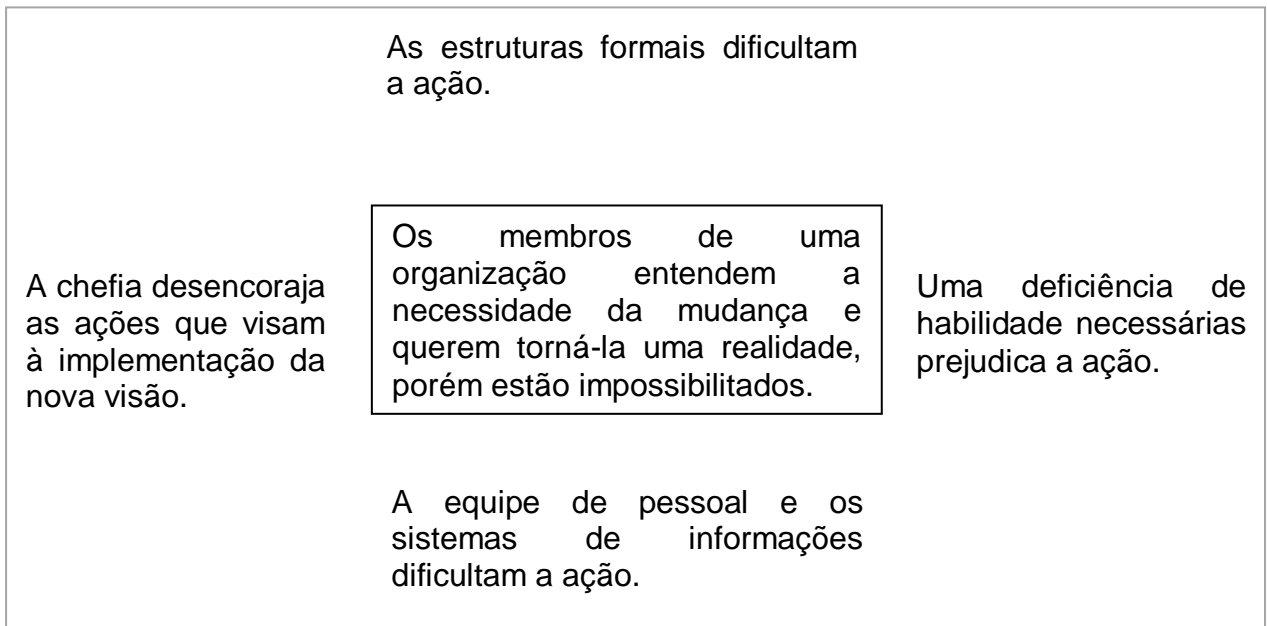 As estruturas formais dificultam
a ação.
Os membros de uma
organização entendem a
necessidade da mudança e
querem torná-la uma realidade,
porém estão impossibilitados.
A chefia desencoraja
as ações que visam
à implementação da
nova visão.
Uma deficiência de
habilidade necessárias
prejudica a ação.
A equipe de pessoal e os
sistemas de informações
dificultam a ação.